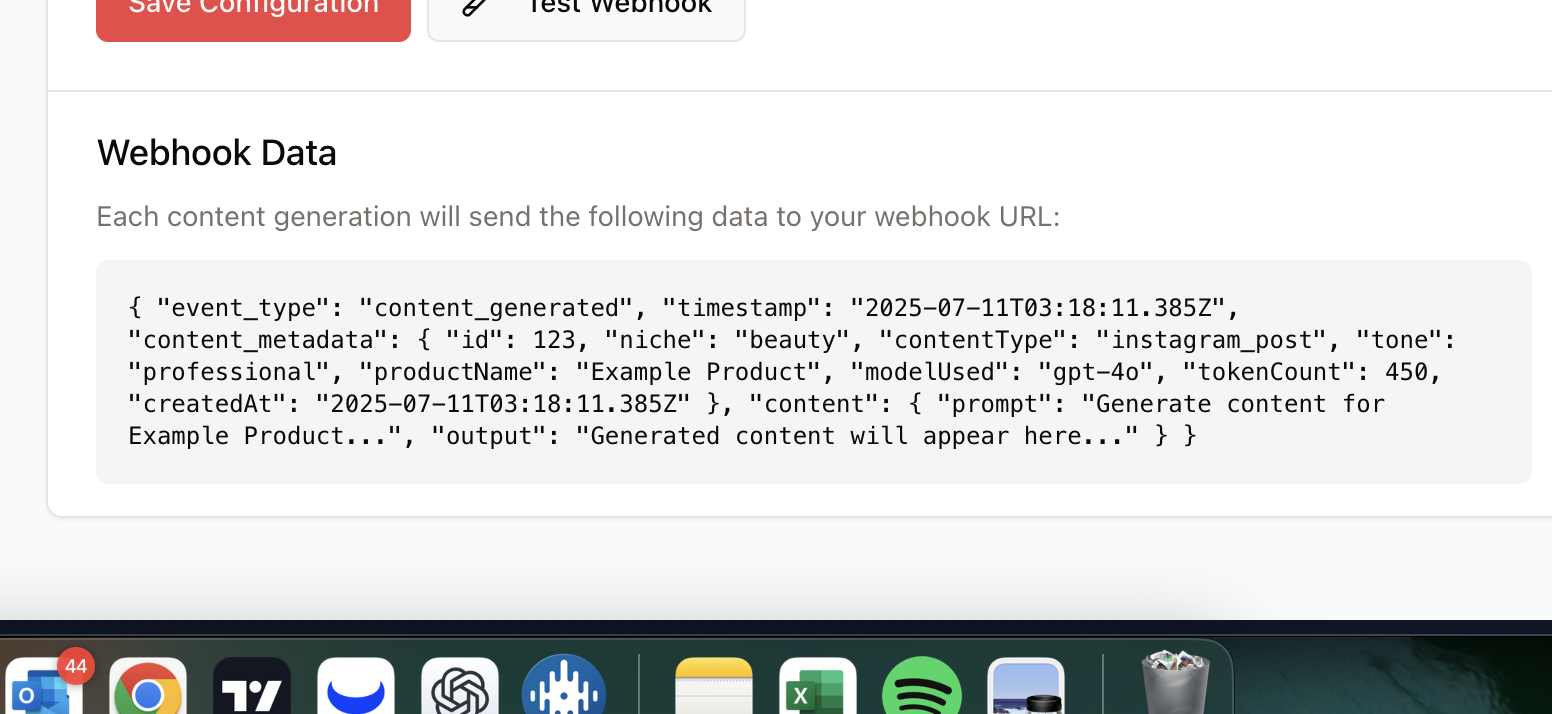 Save Configuration
Test Webhook
Webhook Data
Each content generation will send the following data to your webhook URL:
{ "event_type": "content_generated", "timestamp": "2025-07-11T03:18:11.385Z",
"content_metadata": { "id": 123, "niche": "beauty", "contentType": "instagram_post", "tone":
"professional", "productName": "Example Product", "modelUsed": "gpt-4o", "tokenCount": 450,
"createdAt": "2025-07-11T03:18:11.385Z" }, "content": { "prompt": "Generate content for
Example Product...", "output": "Generated content will appear here..." } }
44
O
X